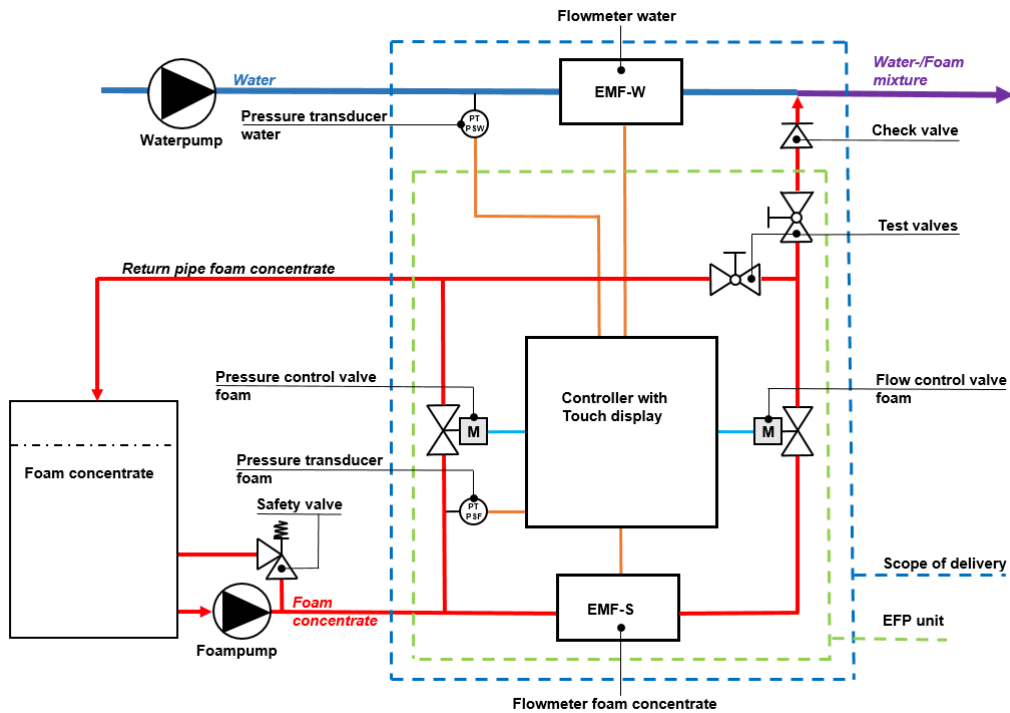 Flowmeter water
Water
EMF-W
Water-/Foam
mixture
Pressure transducer
water
PT
PSW
Waterpump
Check valve
Test valves
Return pipe foam concentrate
Pressure control valve
foam
Controller with
Touch display
Flow control valve
foam
M
M
Foam concentrate
Pressure transducer
foam
PT
PSF
Safety valve
Scope of delivery
Foam
concentrate
EMF-S
EFP unit
Foampump
Flowmeter foam concentrate